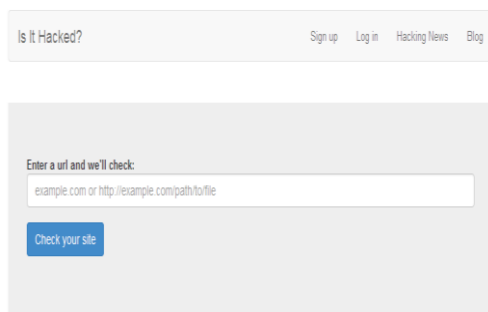 Is It Hacked? Sign up Log in Hacking News Blog
Enter a url and we'll check:
example.com or http://example.com/path/to/file
Check your site